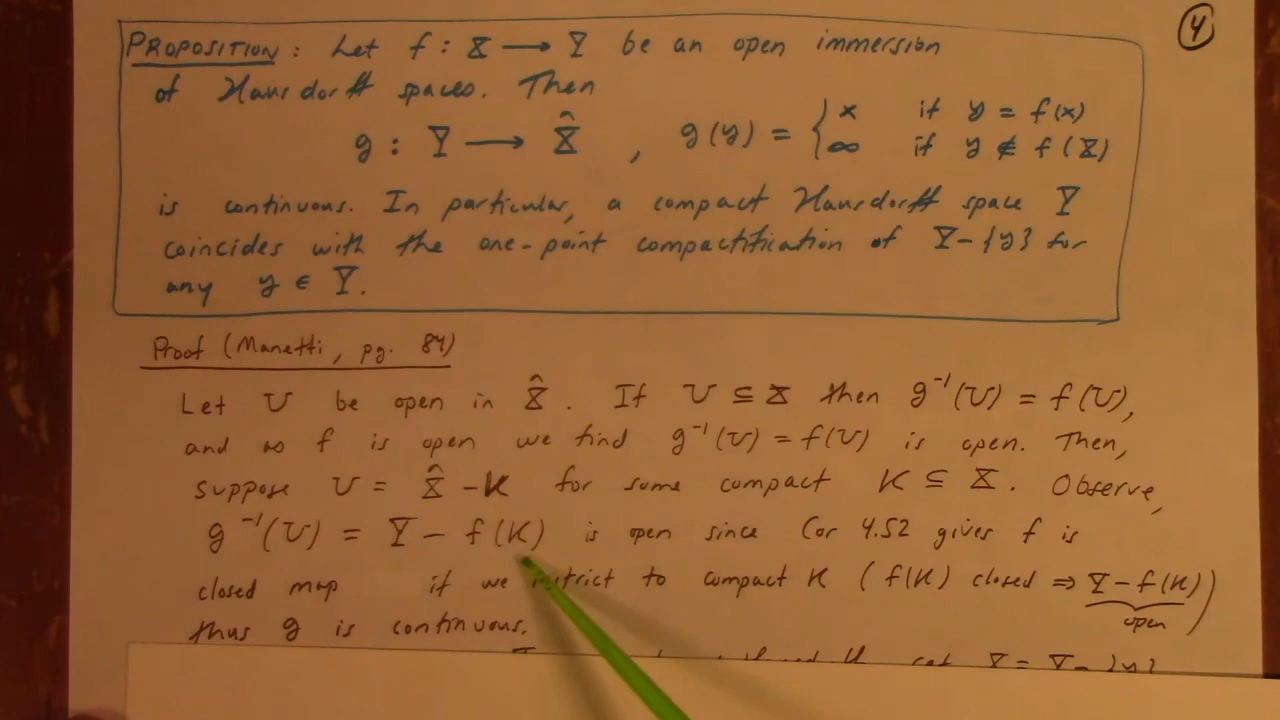 4
PROPOSITION: Let f : X → Y be an open immersion
of Hausdorff spaces. Then
g : Y → X̂ , g(y) = { x if y = f(x)
∞ if y ∉ f(X)
is continuous. In particular, a compact Hausdorff space Y
coincides with the one-point compactification of Y-{y} for
any y ∈ Y.
Proof (Manetti, pg. 84)
Let U be open in X̂. If U ⊆ X then g⁻¹(U) = f(U),
and as f is open we find g⁻¹(U) = f(U) is open. Then,
suppose U = X̂ - K for some compact K ⊆ X. Observe,
g⁻¹(U) = Y - f(K) is open since Cor 4.52 gives f is
closed map if we restrict to compact K (f(K) closed ⇒ Y - f(K))
open
thus g is continuous.